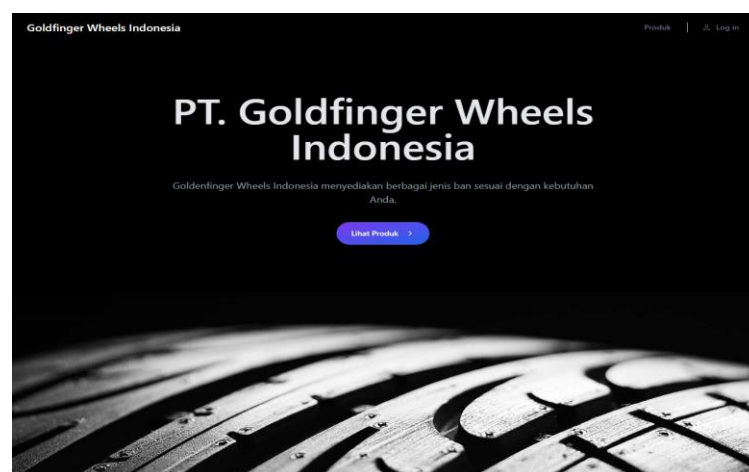 Goldfinger Wheels Indonesia
Produk
Log in
PT. Goldfinger Wheels
Indonesia
Goldenfinger Wheels Indonesia menyediakan berbagai jenis ban sesuai dengan kebutuhan
Anda.
Lihat Produk